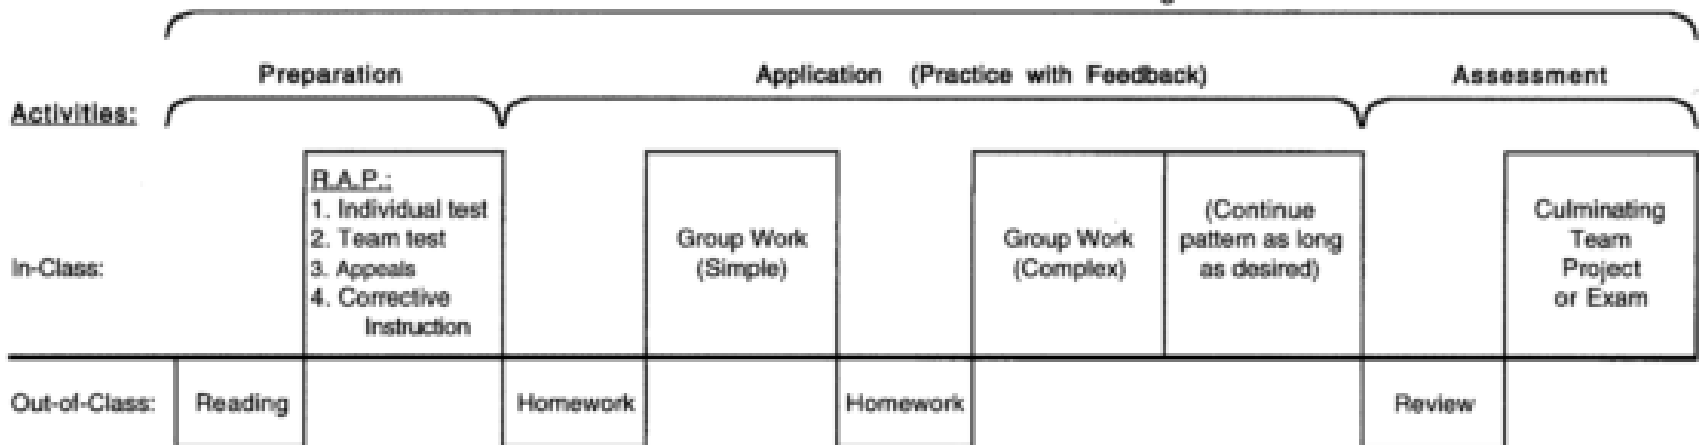 Preparation
Application (Practice with Feedback)
Assessment
Activities:
R.A.P.:
1. Individual test
2. Team test
3. Appeals
4. Corrective
Instruction
In-Class:
Group Work
(Simple)
Group Work
(Complex)
(Continue
pattern as long
as desired)
Culminating
Team
Project
or Exam
Out-of-Class:
Reading
Homework
Homework
Review